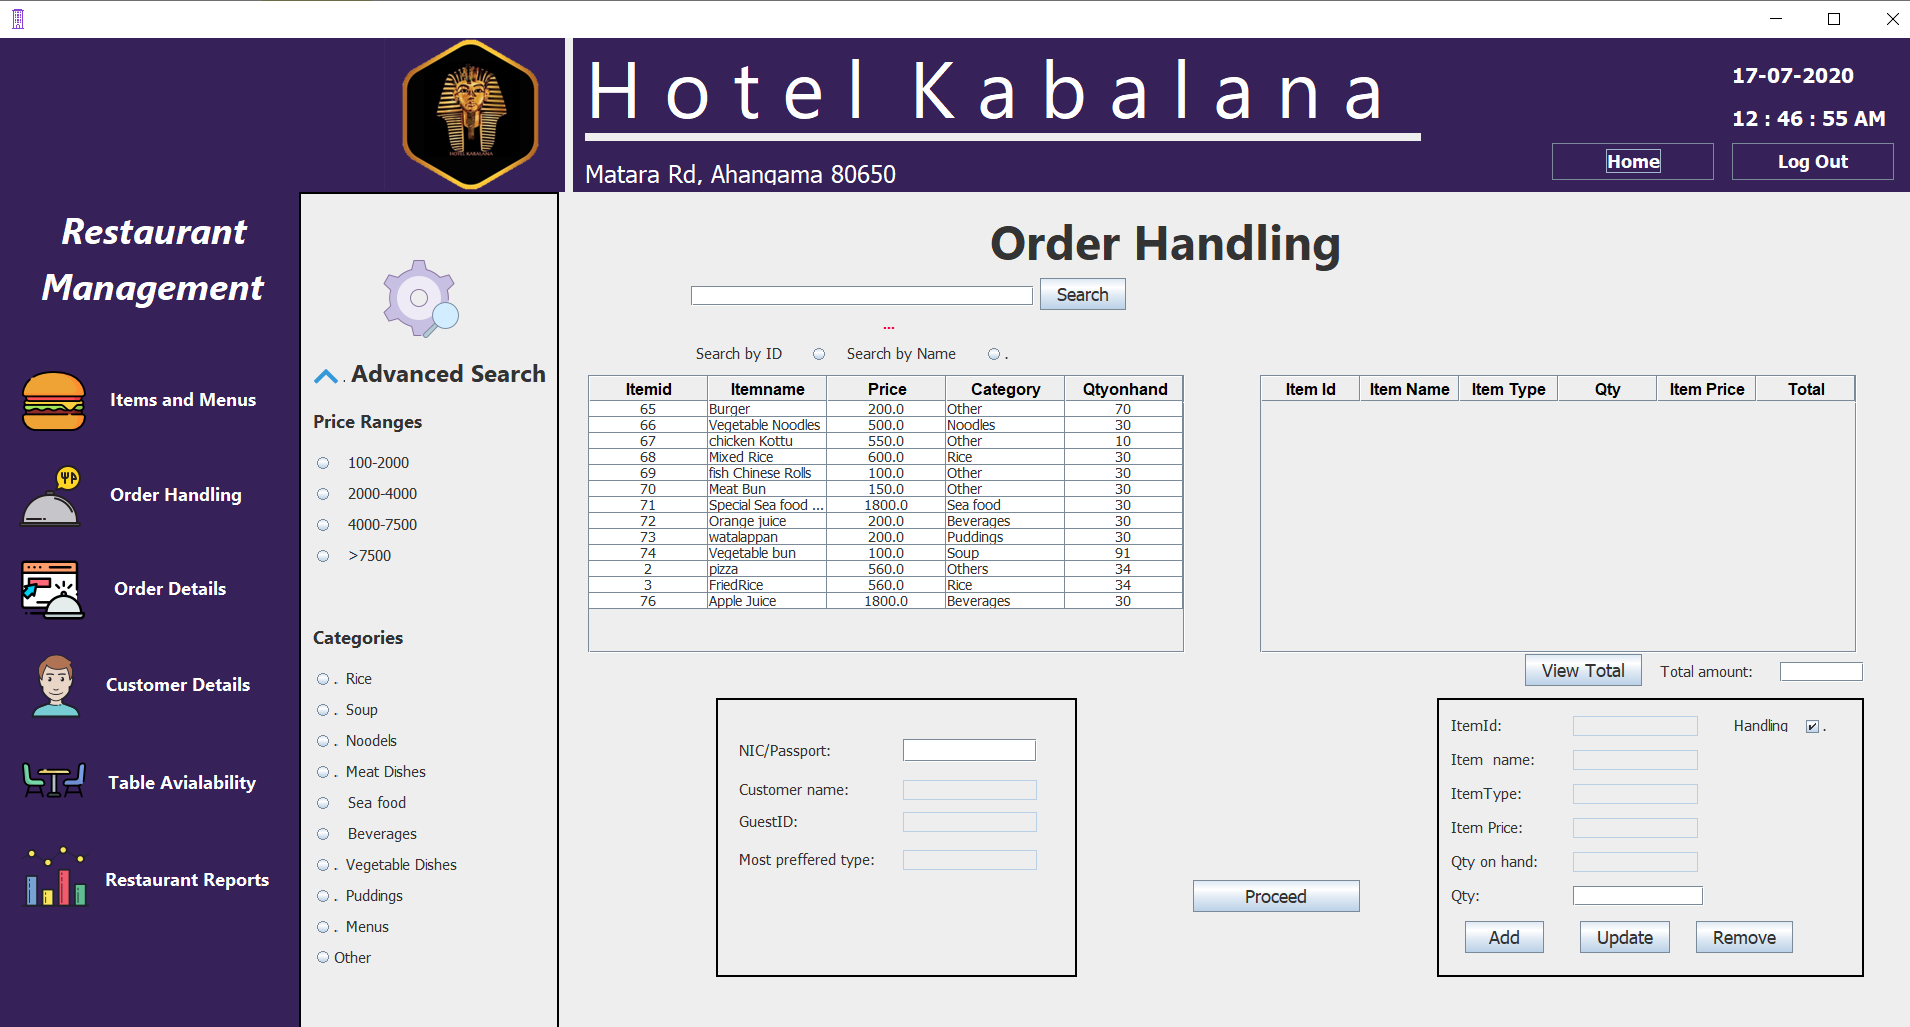 HOTEL KABALANA
Hotel Kabalana
Matara Rd, Ahangama 80650
17-07-2020
12 : 46 : 55 AM
Home
Log Out
Restaurant
Management
Items and Menus
Order Handling
Order Details
Customer Details
Table Avialability
Restaurant Reports
. Advanced Search
Price Ranges
100-2000
2000-4000
4000-7500
>7500
Categories
. Rice
. Soup
. Noodels
. Meat Dishes
Sea food
Beverages
. Vegetable Dishes
. Puddings
. Menus
Other
Order Handling
Search
...
Search by ID Search by Name .
Itemid Itemname Price Category Qtyonhand
65 Burger 200.0 Other 70
66 Vegetable Noodles 500.0 Noodles 30
67 chicken Kottu 550.0 Other 10
68 Mixed Rice 600.0 Rice 30
69 fish Chinese Rolls 100.0 Other 30
70 Meat Bun 150.0 Other 30
71 Special Sea food ... 1800.0 Sea food 30
72 Orange juice 200.0 Beverages 30
73 watalappan 200.0 Puddings 30
74 Vegetable bun 100.0 Soup 91
2 pizza 560.0 Others 34
3 FriedRice 560.0 Rice 34
76 Apple Juice 1800.0 Beverages 30
Item Id Item Name Item Type Qty Item Price Total
View Total Total amount:
NIC/Passport:
Customer name:
GuestID:
Most preffered type:
Proceed
ItemId: Handling .
Item name:
ItemType:
Item Price:
Qty on hand:
Qty:
Add Update Remove